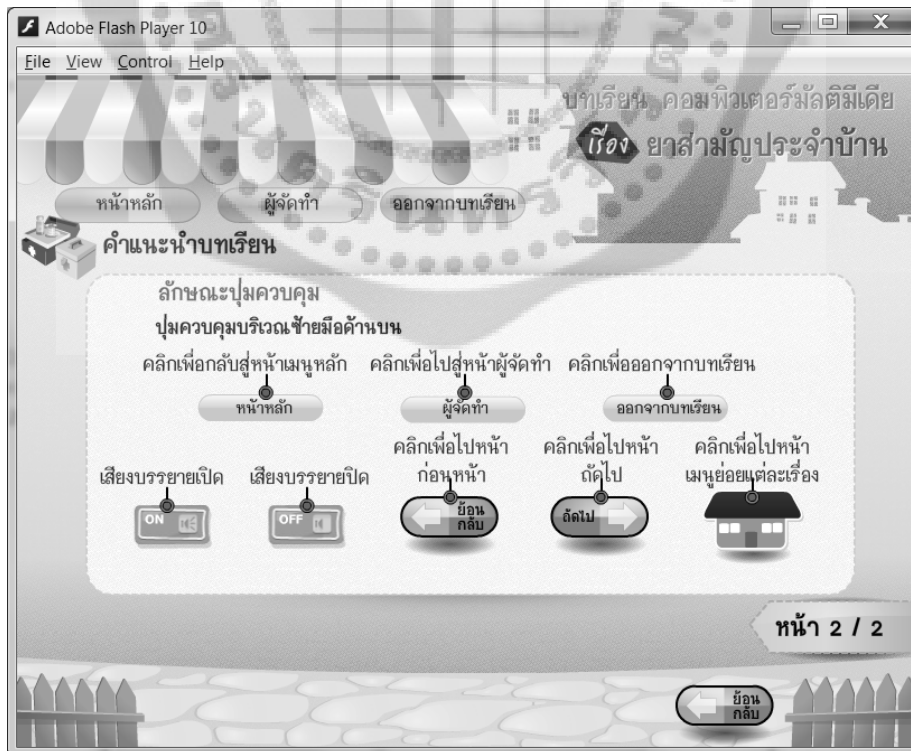 Adobe Flash Player 10
File View Control Help
บทเรียน คอมพิวเตอร์มัลติมีเดีย
เรื่อง ยาสามัญประจำบ้าน
หน้าหลัก ผู้จัดทำ ออกจากบทเรียน
คำแนะนำบทเรียน
ลักษณะปุ่มควบคุม
ปุ่มควบคุมบริเวณซ้ายมือด้านบน
คลิกเพื่อกลับสู่หน้าเมนูหลัก คลิกเพื่อไปสู่หน้าผู้จัดทำ คลิกเพื่อออกจากบทเรียน
หน้าหลัก ผู้จัดทำ ออกจากบทเรียน
เสียงบรรยายเปิด
ON
เสียงบรรยายปิด
OFF
คลิกเพื่อไปหน้า
ก่อนหน้า
ย้อน
กลับ
คลิกเพื่อไปหน้า
ถัดไป
ถัดไป
คลิกเพื่อไปหน้า
เมนูย่อยแต่ละเรื่อง
หน้า 2 / 2
ย้อน
กลับ